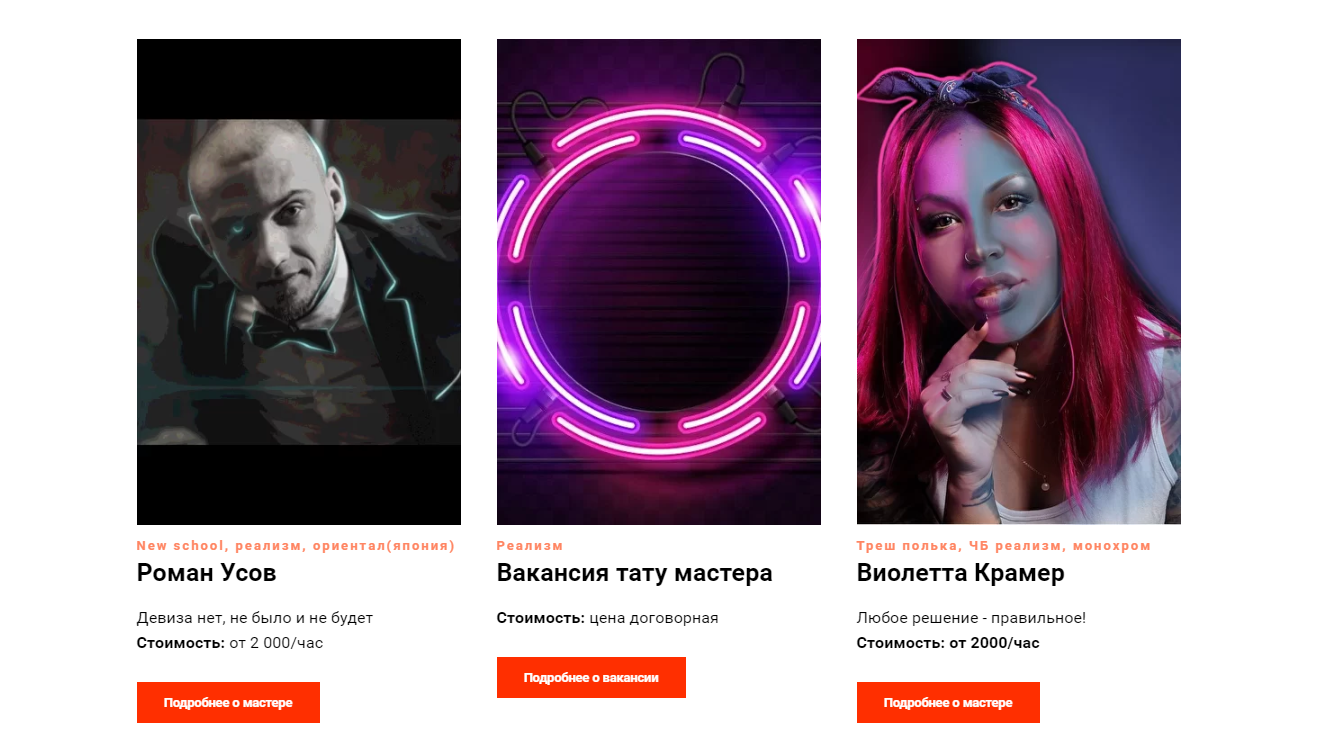 New school, реализм, ориентал(япония)
Роман Усов
Девиза нет, не было и не будет
Стоимость: от 2 000/час
Подробнее о мастере
Реализм
Вакансия тату мастера
Стоимость: цена договорная
Подробнее о вакансии
Треш полька, ЧБ реализм, монохром
Виолетта Крамер
Любое решение - правильное!
Стоимость: от 2000/час
Подробнее о мастере